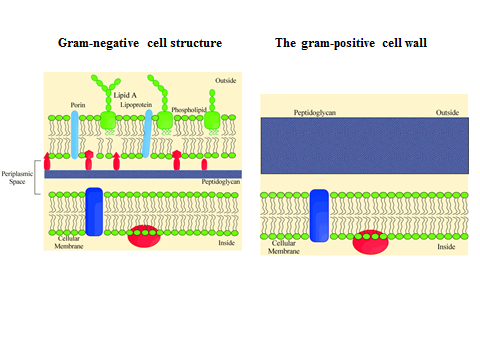 Gram-negative cell structure
The gram-positive cell wall
Outside
Lipid A
Porin
Lipoprotein
Phospholipid
Periplasmic
Space
Peptidoglycan
Cellular
Membrane
Inside
Peptidoglycan
Outside
Cellular
Membrane
Inside